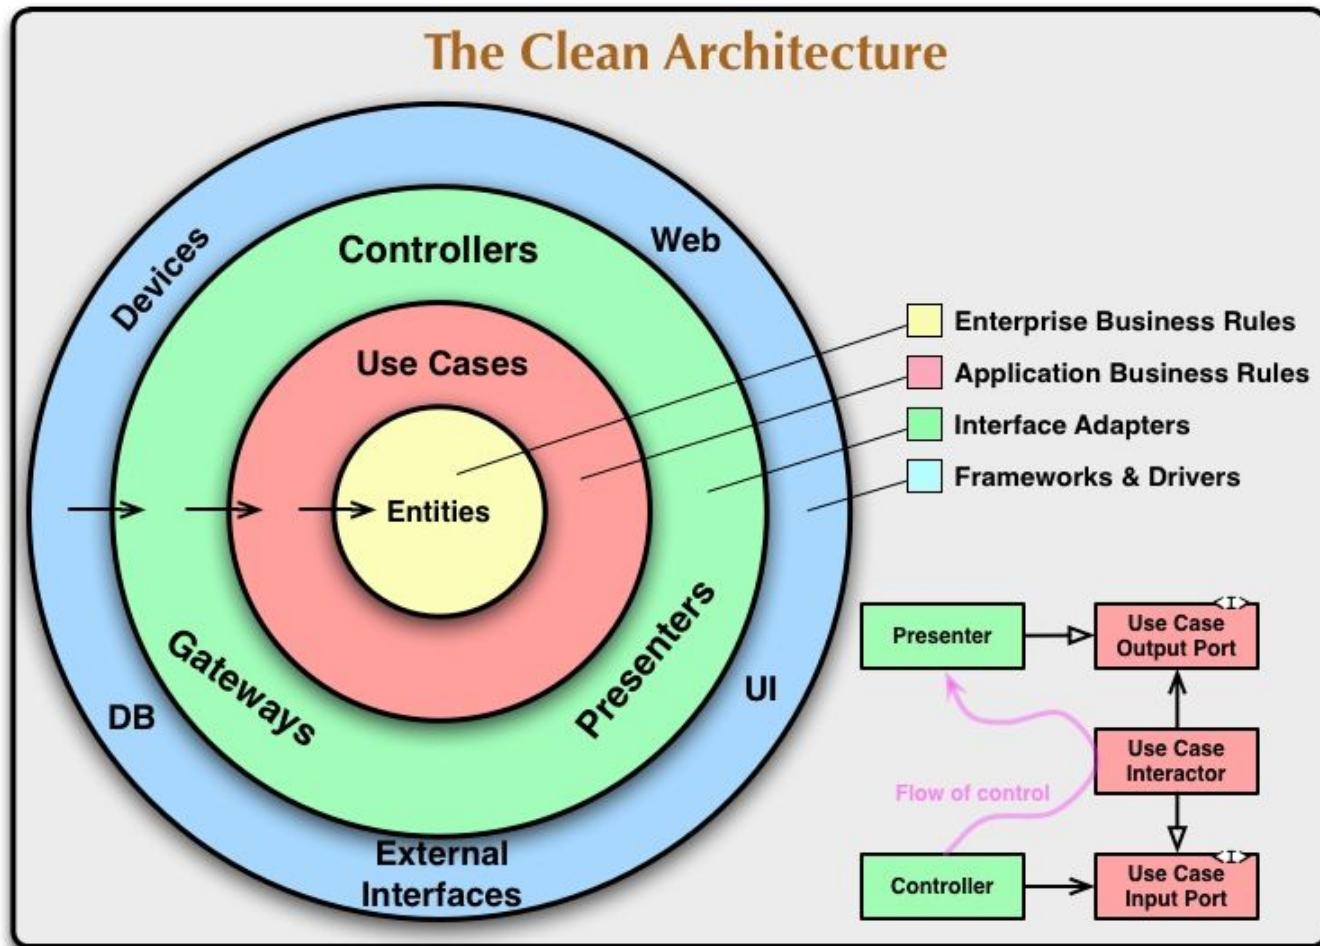 The Clean Architecture
Devices
Controllers
Web
Use Cases
Entities
Gateways
Presenters
DB
UI
External
Interfaces
Enterprise Business Rules
Application Business Rules
Interface Adapters
Frameworks & Drivers
Presenter
<I>
Use Case
Output Port
Use Case
Interactor
Flow of control
Controller
<I>
Use Case
Input Port